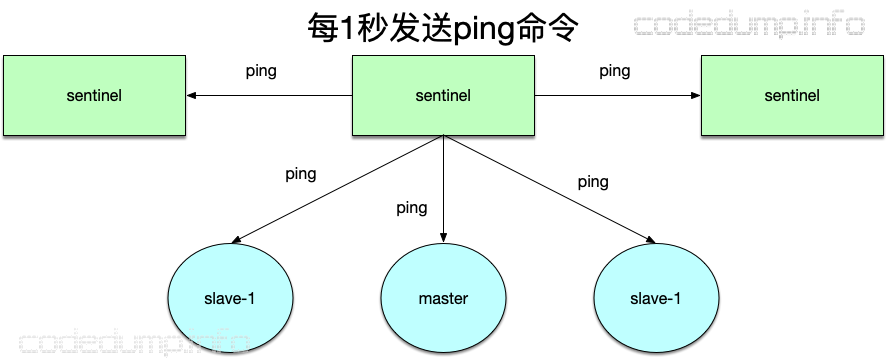 每1秒发送ping命令
codedump.info
ping
ping
sentinel
sentinel
sentinel
ping
ping
ping
slave-1
master
slave-1
codedump.info